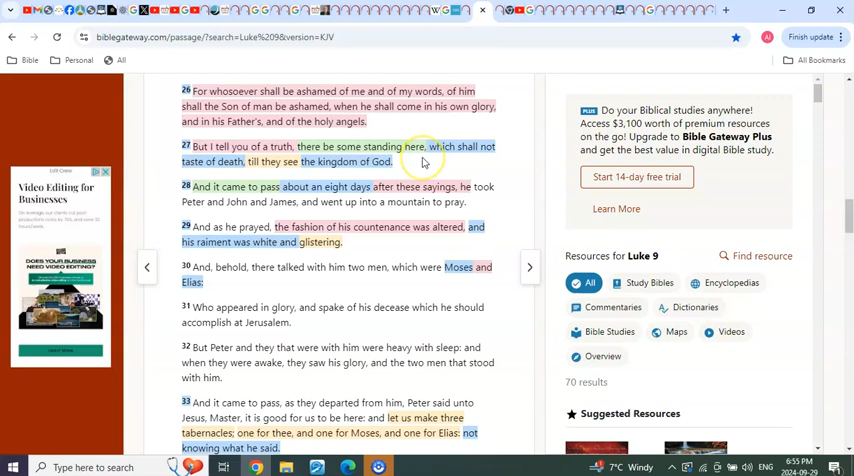 biblegateway.com/passage/?search=Luke%209&version=KJV
AI
Finish update
Bible
Personal
All
All Bookmarks
26 For whosoever shall be ashamed of me and of my words, of him
shall the Son of man be ashamed, when he shall come in his own glory,
and in his Father's, and of the holy angels.
27 But I tell you of a truth, there be some standing here, which shall not
taste of death, till they see the kingdom of God.
28 And it came to pass about an eight days after these sayings, he took
Peter and John and James, and went up into a mountain to pray.
29 And as he prayed, the fashion of his countenance was altered, and
his raiment was white and glistering.
30 And, behold, there talked with him two men, which were Moses and
Elias:
31 Who appeared in glory, and spake of his decease which he should
accomplish at Jerusalem.
32 But Peter and they that were with him were heavy with sleep: and
when they were awake, they saw his glory, and the two men that stood
with him.
33 And it came to pass, as they departed from him, Peter said unto
Jesus, Master, it is good for us to be here: and let us make three
tabernacles; one for thee, and one for Moses, and one for Elias: not
knowing what he said.
Edit Crew
Video Editing for
Businesses
PLUS Do your Biblical studies anywhere!
Access $3,100 worth of premium resources
on the go! Upgrade to Bible Gateway Plus
and get the best value in digital Bible study.
Start 14-day free trial
Learn More
Resources for Luke 9
Find resource
All
Study Bibles
Encyclopedias
Commentaries
Dictionaries
Bible Studies
Maps
Videos
Overview
70 results
Suggested Resources
Type here to search
7°C Windy
ENG
6:55 PM
2024-09-29